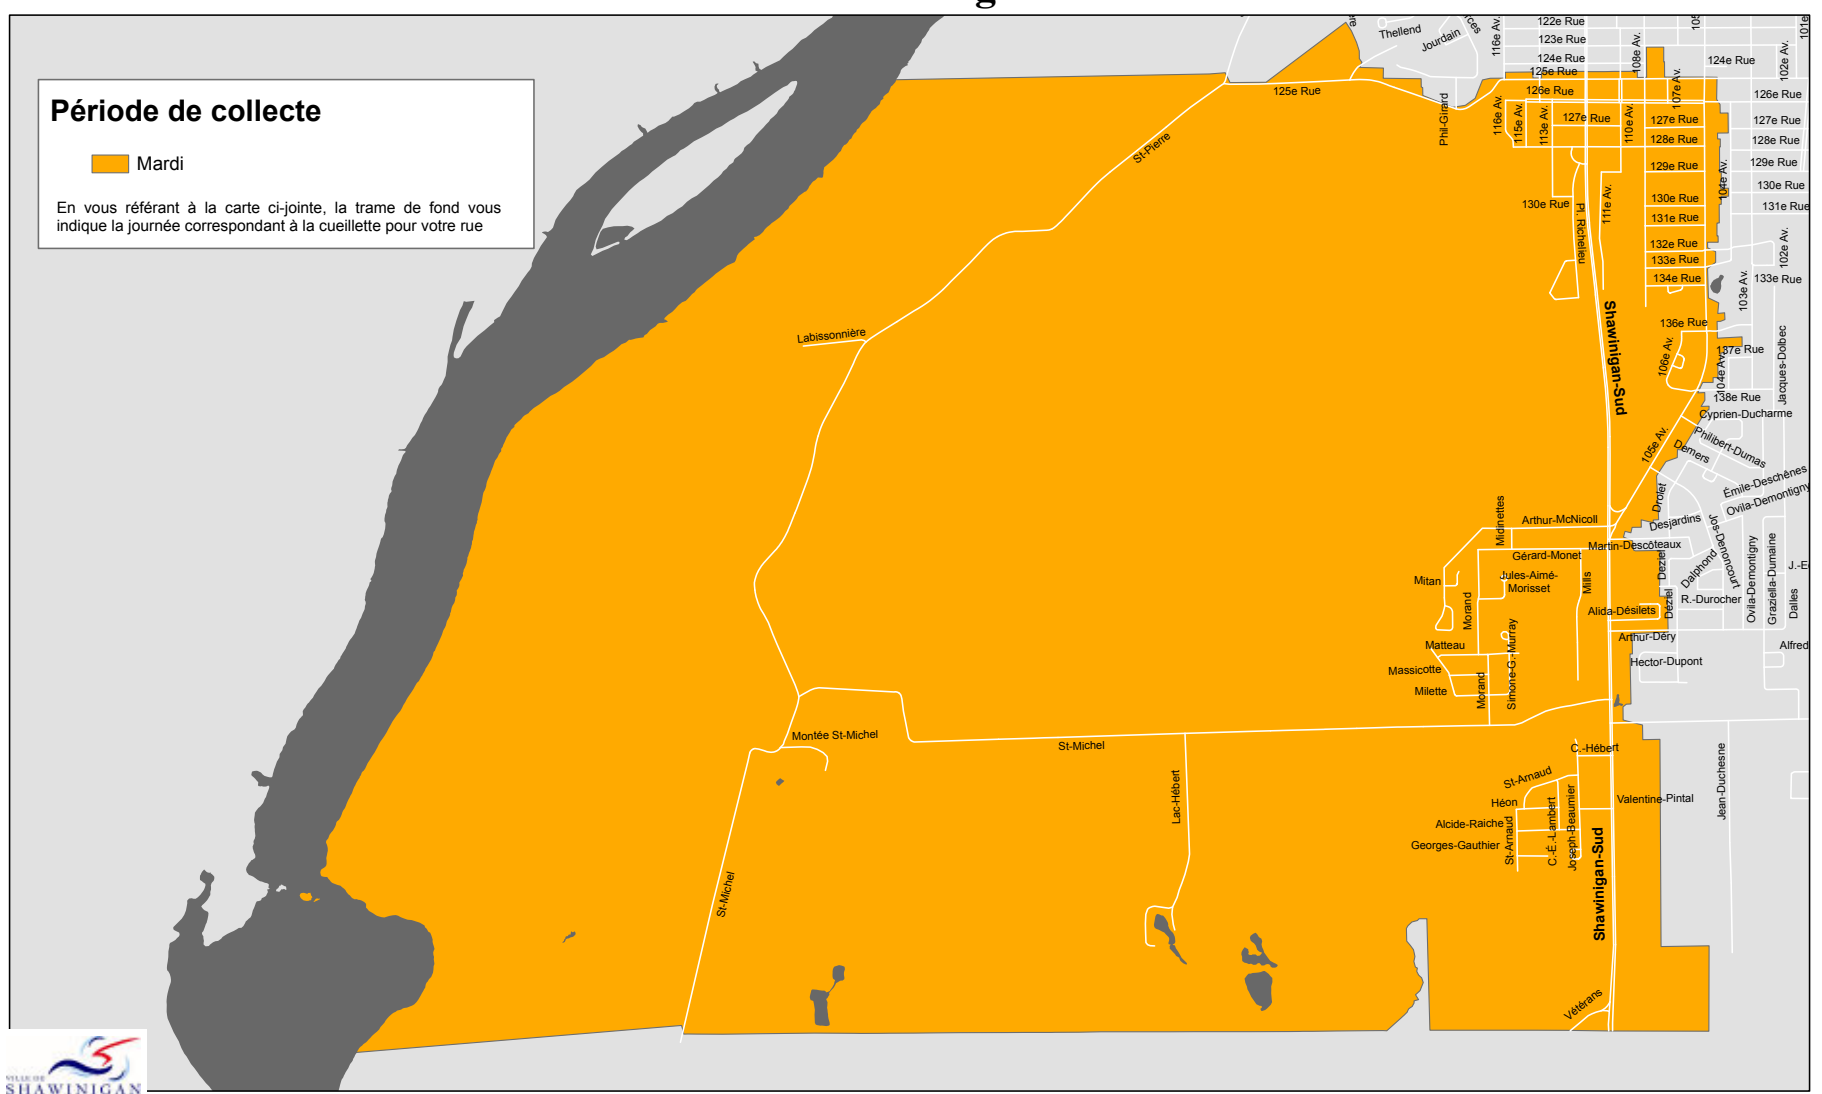 g
Période de collecte
Mardi
En vous référant à la carte ci-jointe, la trame de fond vous
indique la journée correspondant à la cueillette pour votre rue
Thellend
Jourdain
116e Av.
122e Rue
123e Rue
124e Rue
125e Rue
108e Av.
124e Rue
102e Av.
101e
125e Rue
126e Rue
107e Av.
126e Rue
Phil-Girard
116e Av.
115e Av.
113e Av.
127e Rue
110e Av.
127e Rue
127e Rue
128e Rue
128e Rue
St-Pierre
129e Rue
129e Rue
104e Av.
130e Rue
130e Rue
130e Rue
111e Av.
131e Rue
131e Rue
Pl. Richelieu
132e Rue
102e Av.
133e Rue
134e Rue
133e Rue
103e Av.
Labissonnière
Shawinigan-Sud
136e Rue
106e Av.
137e Rue
104e Av.
Jacques-Dolbec
138e Rue
Cyprien-Ducharme
105e Av.
Philibert-Dumas
Demers
Émile-Deschênes
Ovila-Demontigny
Drolet
Midinettes
Arthur-McNicoll
Desjardins
Jos-Denoncourt
Martin-Descôteaux
Gérard-Monet
Déziel
Dalphond
Ovila-Demontigny
Graziella-Dumaine
Mitan
Jules-Aimé-
Morisset
Mills
Morand
Déziel
R.-Durocher
Dalles
Alida-Désilets
Simone-G.-Murray
Arthur-Déry
Matteau
Alfred
Hector-Dupont
Massicotte
Milette
Morand
Montée St-Michel
St-Michel
C.-Hébert
Jean-Duchesne
Lac-Hébert
St-Arnaud
Héon
Valentine-Pintal
C.-É.-Lambert
Joseph-Beaumier
Alcide-Raiche
St-Arnaud
Georges-Gauthier
Shawinigan-Sud
St-Michel
Vétérans
VILLE DE
SHAWINIGAN